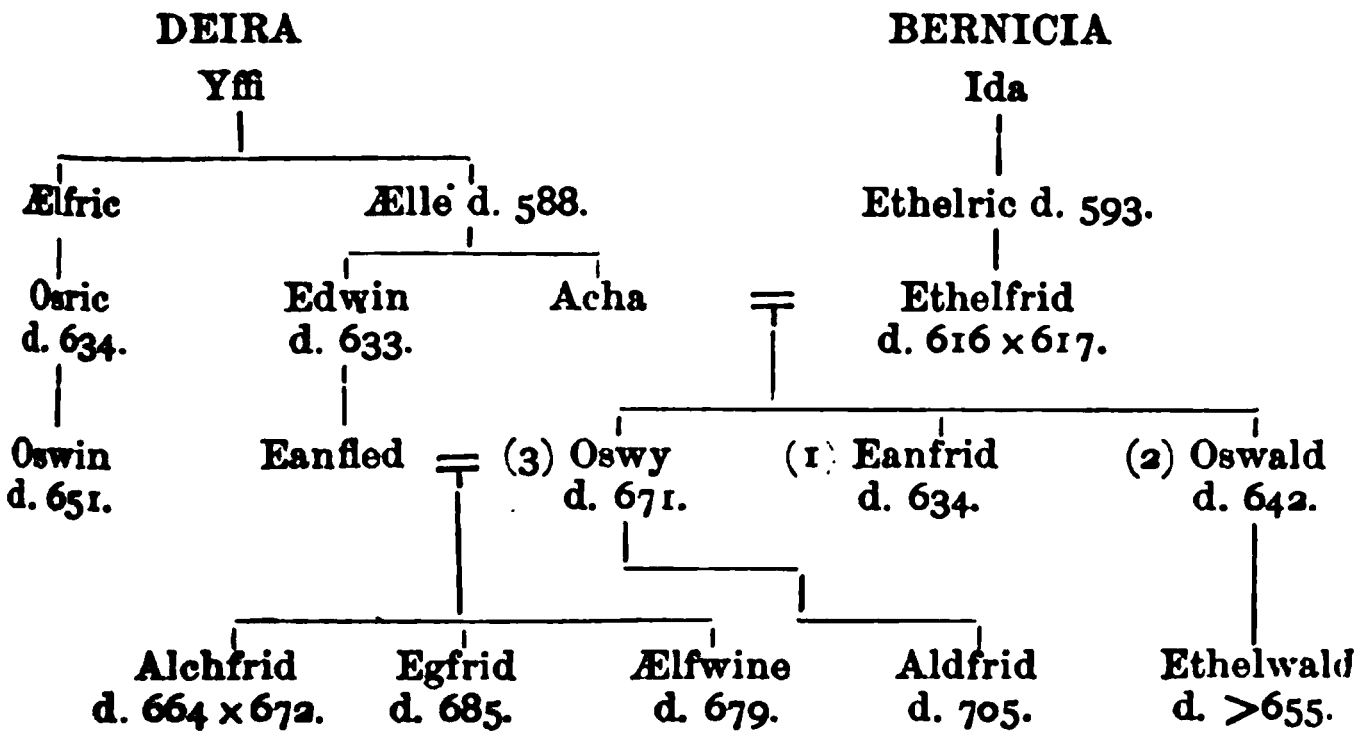 DEIRA BERNICIA
Yffi Ida
Ælfric Ælle d. 588. Ethelric d. 593.
Osric Edwin Acha = Ethelfrid
d. 634. d. 633. d. 616 × 617.
Oswin Eanfled = (3) Oswy (1) Eanfrid (2) Oswald
d. 651. d. 671. d. 634. d. 642.
Alchfrid Egfrid Ælfwine Aldfrid Ethelwald
d. 664 × 672. d. 685. d. 679. d. 705. d. >655.